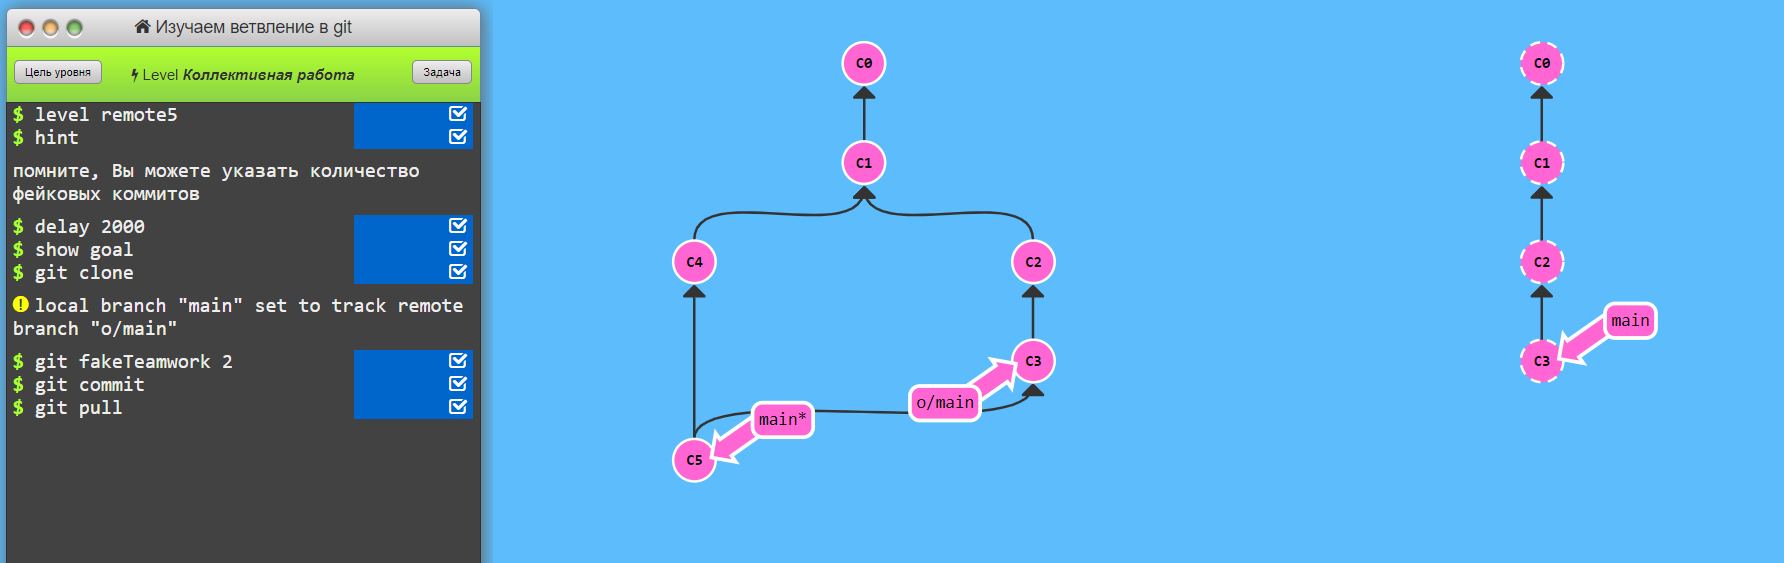 Изучаем ветвление в git
Цель уровня
Level Коллективная работа
Задача
$ level remote5
$ hint
помните, Вы можете указать количество
фейковых коммитов
$ delay 2000
$ show goal
$ git clone
local branch "main" set to track remote
branch "o/main"
$ git fakeTeamwork 2
$ git commit
$ git pull
C0
C1
C4
C2
C3
o/main
main*
C5
C0
C1
C2
main
C3